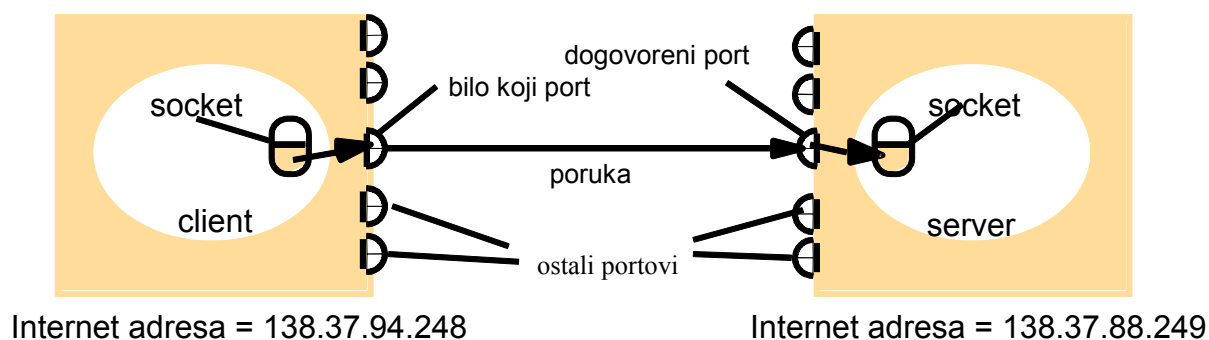 dogovoreni port
bilo koji port
socket
socket
poruka
client
server
ostali portovi
Internet adresa = 138.37.94.248
Internet adresa = 138.37.88.249